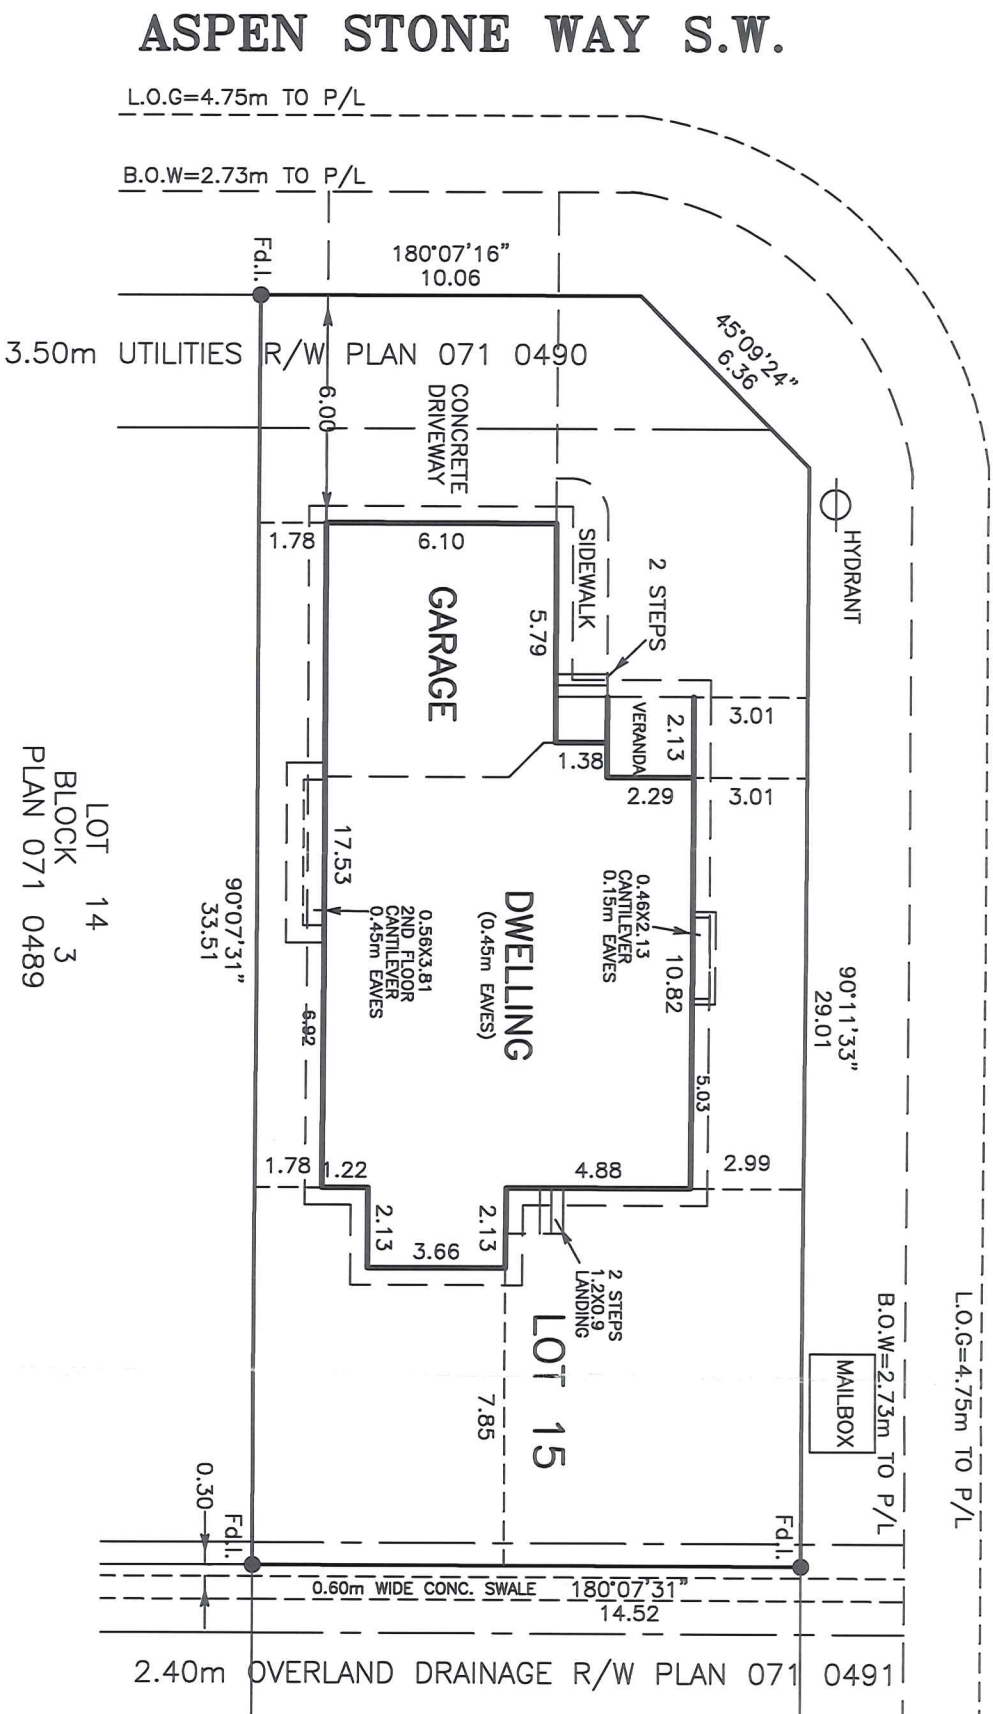 ASPEN STONE WAY S.W.
L.O.G=4.75m TO P/L
B.O.W=2.73m TO P/L
Fd.I.
180°07'16"
10.06
45°09'24"
6.36
3.50m UTILITIES R/W PLAN 071 0490
6.00
CONCRETE
DRIVEWAY
HYDRANT
1.78
6.10
SIDEWALK
2 STEPS
GARAGE
5.79
3.01
2.13
VERANDA
1.38
2.29
3.01
LOT 14
BLOCK 3
PLAN 071 0489
17.53
0.46X2.13
CANTILEVER
0.15m EAVES
10.82
DWELLING
(0.45m EAVES)
0.56X3.81
2ND FLOOR
CANTILEVER
0.45m EAVES
90°07'31"
33.51
90°11'33"
29.01
6.92
5.03
1.78
1.22
4.88
2.99
2.13
2.13
3.66
2 STEPS
1.2X0.9
LANDING
LOT 15
7.85
MAILBOX
B.O.W=2.73m TO P/L
L.O.G=4.75m TO P/L
0.30
Fd.I.
Fd.I.
0.60m WIDE CONC. SWALE
180°07'31"
14.52
2.40m OVERLAND DRAINAGE R/W PLAN 071 0491